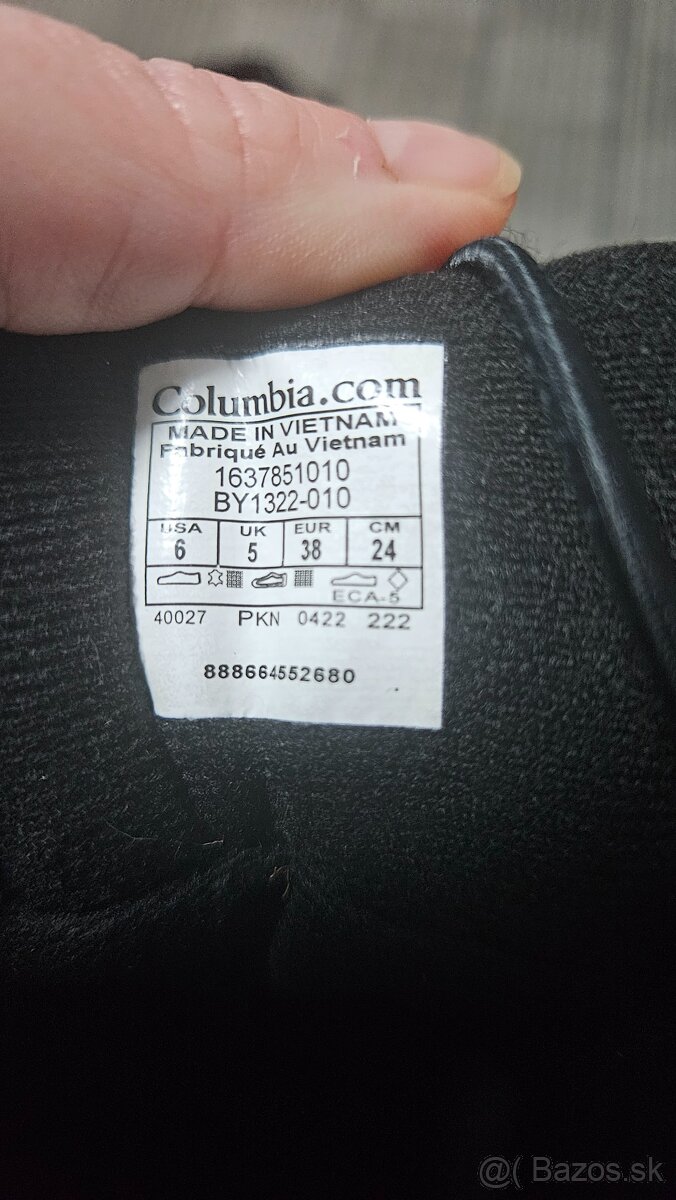 Columbia.com
MADE IN VIETNAM
Fabriqué Au Vietnam
1637851010
BY1322-010
USA UK EUR CM
6 5 38 24
ECA-5
40027 PKN 0422 222
888664552680
@( Bazos.sk